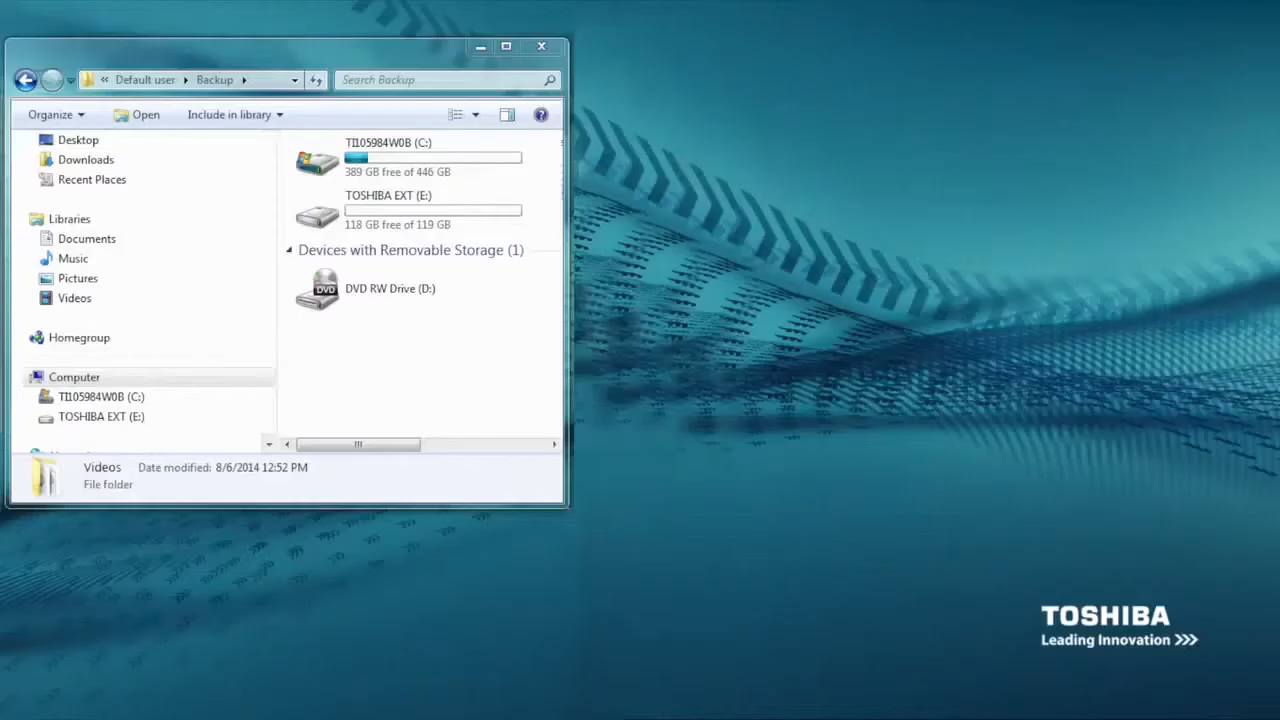 « Default user ▸ Backup ▸
Search Backup
Organize Open Include in library
Desktop
Downloads
Recent Places
Libraries
Documents
Music
Pictures
Videos
Homegroup
Computer
TI105984W0B (C:)
TOSHIBA EXT (E:)
TI105984W0B (C:)
389 GB free of 446 GB
TOSHIBA EXT (E:)
118 GB free of 119 GB
Devices with Removable Storage (1)
DVD
DVD RW Drive (D:)
Videos Date modified: 8/6/2014 12:52 PM
File folder
TOSHIBA
Leading Innovation >>>